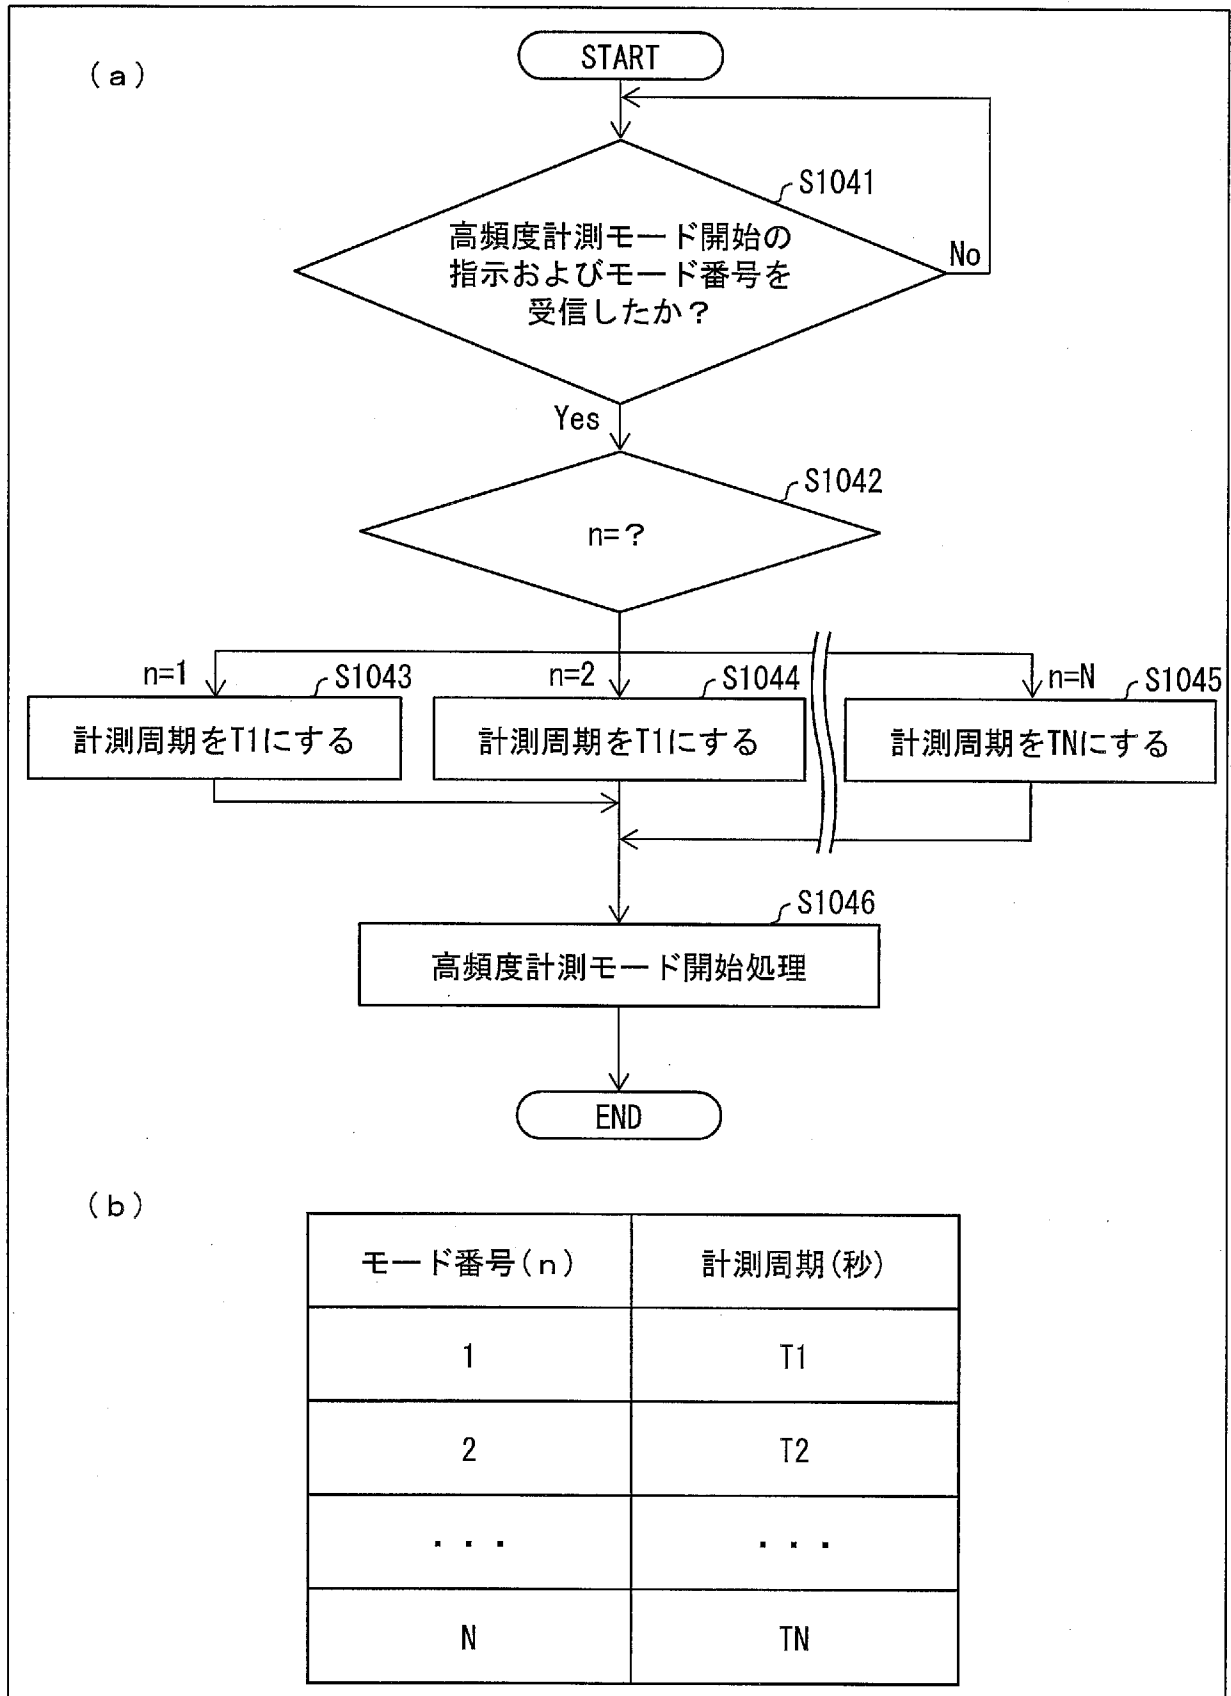 (a)
START
S1041
高頻度計測モード開始の
指示およびモード番号を
受信したか？
No
Yes
S1042
n=？
n=1
S1043
n=2
S1044
n=N
S1045
計測周期をT1にする
計測周期をT1にする
計測周期をTNにする
S1046
高頻度計測モード開始処理
END
(b)
モード番号(n)
計測周期(秒)
1
T1
2
T2
・・・
・・・
N
TN